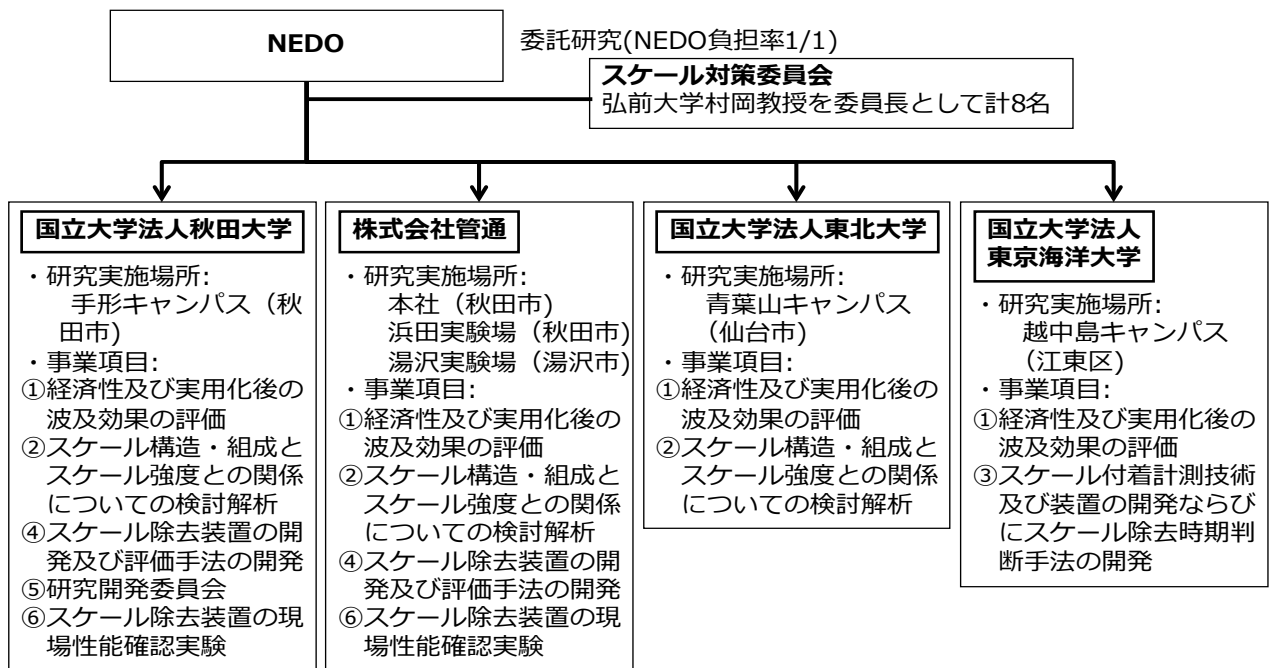 NEDO
委託研究(NEDO負担率1/1)
スケール対策委員会
弘前大学村岡教授を委員長として計8名
国立大学法人秋田大学
・研究実施場所:
手形キャンパス（秋
田市)
・事業項目:
①経済性及び実用化後の
波及効果の評価
②スケール構造・組成と
スケール強度との関係
についての検討解析
④スケール除去装置の開
発及び評価手法の開発
⑤研究開発委員会
⑥スケール除去装置の現
場性能確認実験
株式会社管通
・研究実施場所:
本社（秋田市）
浜田実験場（秋田市)
湯沢実験場（湯沢市)
・事業項目:
①経済性及び実用化後の
波及効果の評価
②スケール構造・組成と
スケール強度との関係
についての検討解析
④スケール除去装置の開
発及び評価手法の開発
⑥スケール除去装置の現
場性能確認実験
国立大学法人東北大学
・研究実施場所:
青葉山キャンパス
（仙台市）
・事業項目:
①経済性及び実用化後の
波及効果の評価
②スケール構造・組成と
スケール強度との関係
についての検討解析
国立大学法人
東京海洋大学
・研究実施場所:
越中島キャンパス
（江東区）
・事業項目:
①経済性及び実用化後の
波及効果の評価
③スケール付着計測技術
及び装置の開発ならび
にスケール除去時期判
断手法の開発